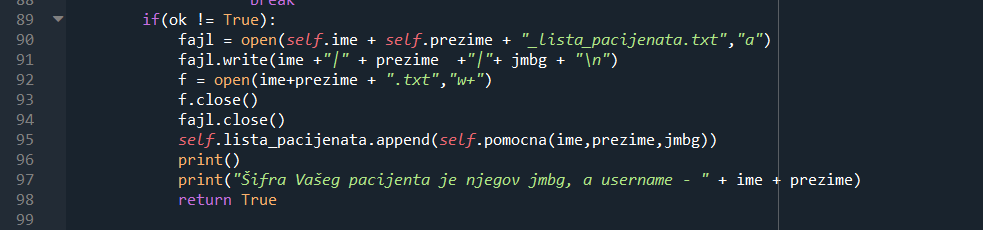 88 break
89 if(ok != True):
90 fajl = open(self.ime + self.prezime + "_lista_pacijenata.txt","a")
91 fajl.write(ime +"|" + prezime  +"|"+ jmbg + "\n")
92 f = open(ime+prezime + ".txt","w+")
93 f.close()
94 fajl.close()
95 self.lista_pacijenata.append(self.pomocna(ime,prezime,jmbg))
96 print()
97 print("Šifra Vašeg pacijenta je njegov jmbg, a username - " + ime + prezime)
98 return True
99